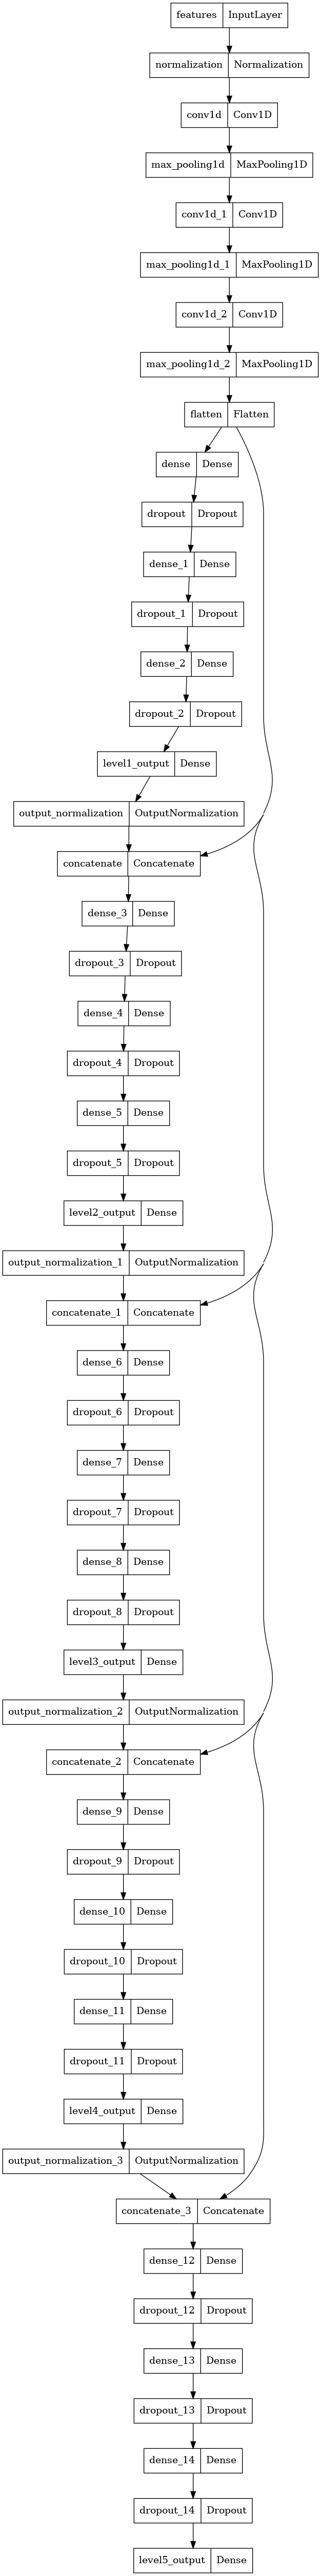 features InputLayer
normalization Normalization
conv1d Conv1D
max_pooling1d MaxPooling1D
conv1d_1 Conv1D
max_pooling1d_1 MaxPooling1D
conv1d_2 Conv1D
max_pooling1d_2 MaxPooling1D
flatten Flatten
dense Dense
dropout Dropout
dense_1 Dense
dropout_1 Dropout
dense_2 Dense
dropout_2 Dropout
level1_output Dense
output_normalization OutputNormalization
concatenate Concatenate
dense_3 Dense
dropout_3 Dropout
dense_4 Dense
dropout_4 Dropout
dense_5 Dense
dropout_5 Dropout
level2_output Dense
output_normalization_1 OutputNormalization
concatenate_1 Concatenate
dense_6 Dense
dropout_6 Dropout
dense_7 Dense
dropout_7 Dropout
dense_8 Dense
dropout_8 Dropout
level3_output Dense
output_normalization_2 OutputNormalization
concatenate_2 Concatenate
dense_9 Dense
dropout_9 Dropout
dense_10 Dense
dropout_10 Dropout
dense_11 Dense
dropout_11 Dropout
level4_output Dense
output_normalization_3 OutputNormalization
concatenate_3 Concatenate
dense_12 Dense
dropout_12 Dropout
dense_13 Dense
dropout_13 Dropout
dense_14 Dense
dropout_14 Dropout
level5_output Dense